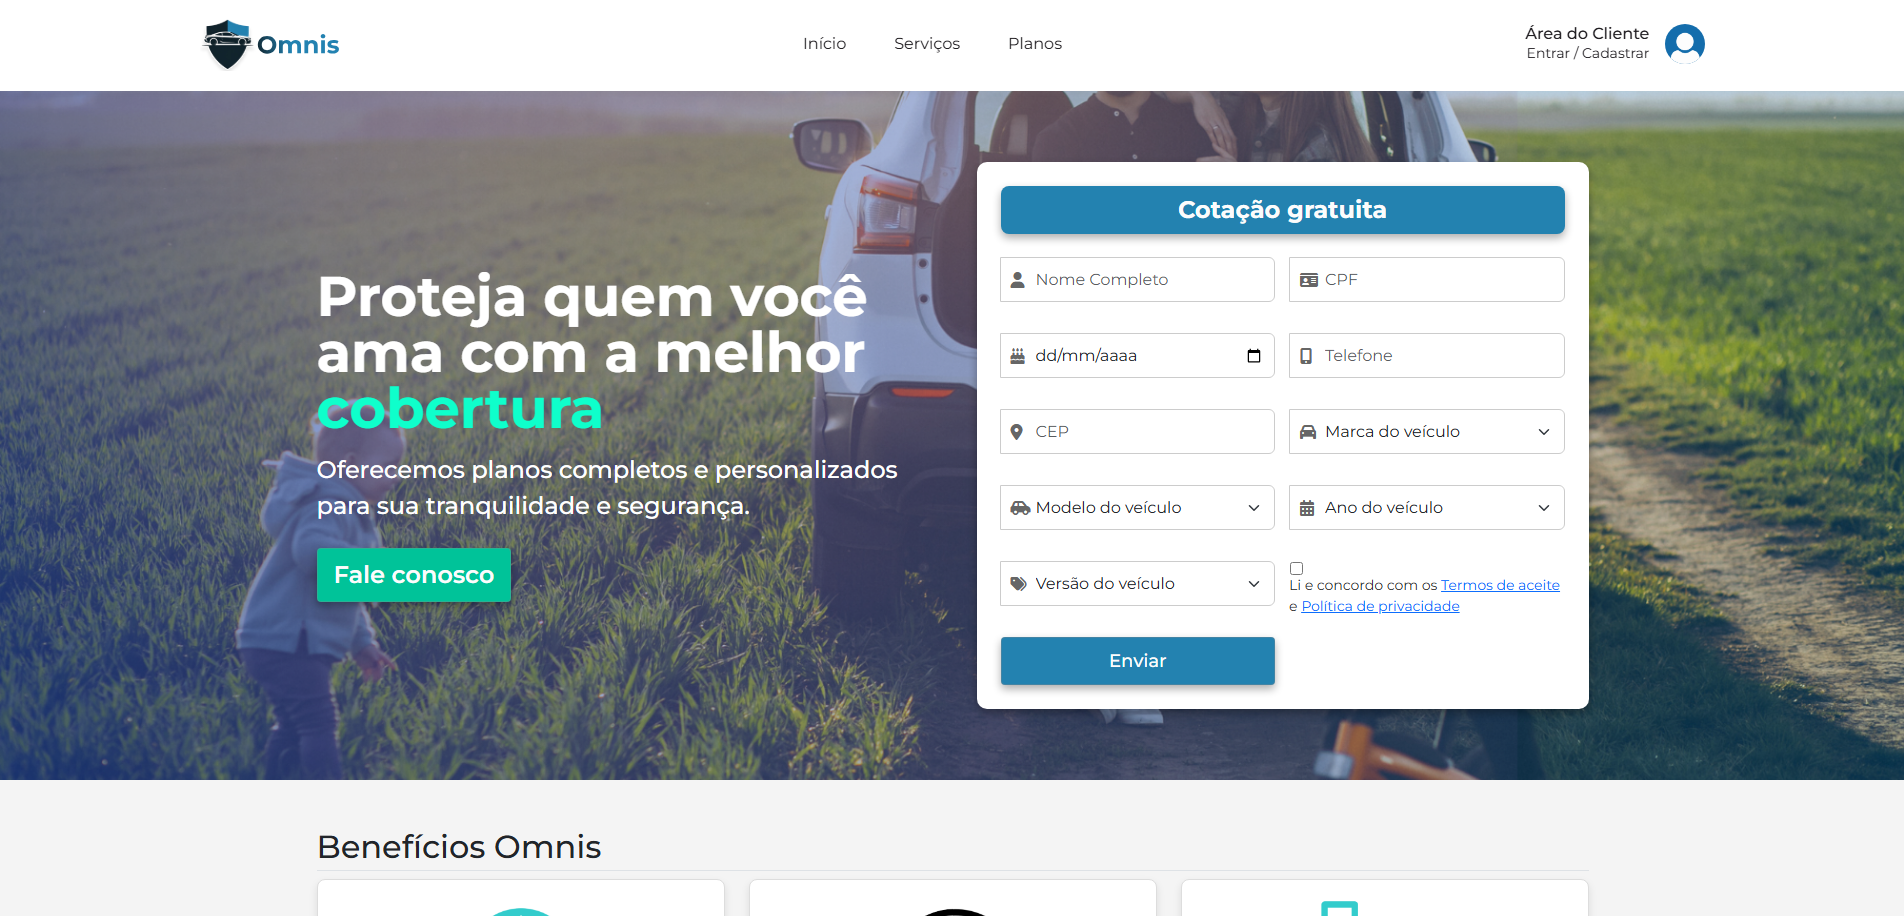 Omnis
Início
Serviços
Planos
Área do Cliente
Entrar / Cadastrar
Proteja quem você
ama com a melhor
cobertura
Oferecemos planos completos e personalizados
para sua tranquilidade e segurança.
Fale conosco
Cotação gratuita
Nome Completo
CPF
dd/mm/aaaa
Telefone
CEP
Marca do veículo
Modelo do veículo
Ano do veículo
Versão do veículo
Li e concordo com os Termos de aceite
e Política de privacidade
Enviar
Benefícios Omnis